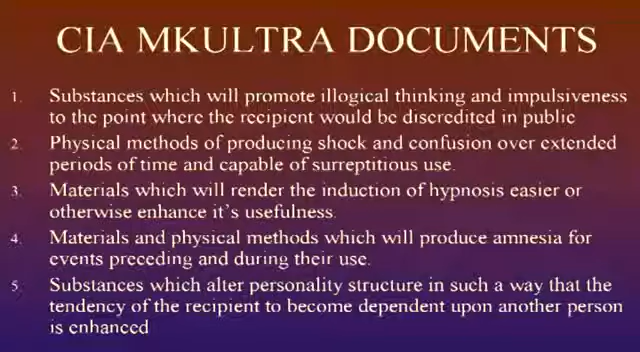 CIA MKULTRA DOCUMENTS
1. Substances which will promote illogical thinking and impulsiveness
to the point where the recipient would be discredited in public
2. Physical methods of producing shock and confusion over extended
periods of time and capable of surreptitious use.
3. Materials which will render the induction of hypnosis easier or
otherwise enhance it's usefulness.
4. Materials and physical methods which will produce amnesia for
events preceding and during their use.
5. Substances which alter personality structure in such a way that the
tendency of the recipient to become dependent upon another person
is enhanced